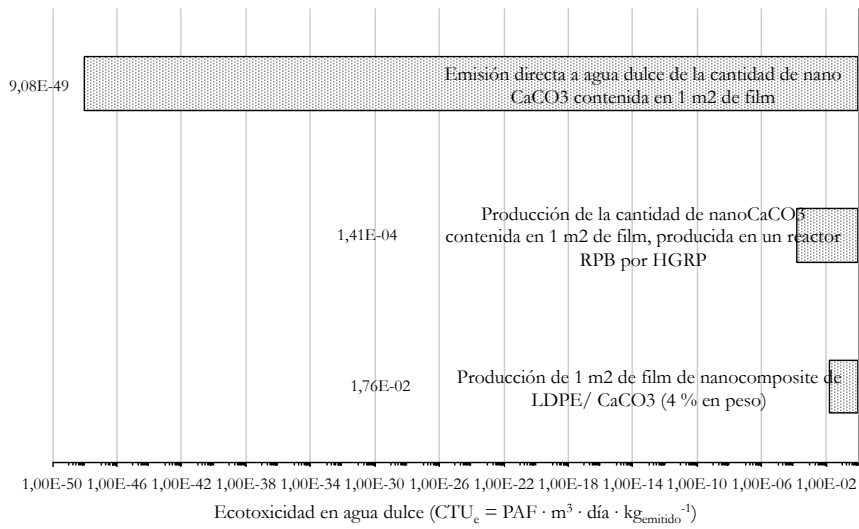 9,08E-49
Emisión directa a agua dulce de la cantidad de nano
CaCO3 contenida en 1 m2 de film
Producción de la cantidad de nanoCaCO3
1,41E-04
contenida en 1 m2 de film, producida en un reactor
RPB por HGRP
1,76E-02
Producción de 1 m2 de film de nanocomposite de
LDPE/ CaCO3 (4 % en peso)
1,00E-50 1,00E-46 1,00E-42 1,00E-38 1,00E-34 1,00E-30 1,00E-26 1,00E-22 1,00E-18 1,00E-14 1,00E-10 1,00E-06 1,00E-02
Ecotoxicidad en agua dulce (CTUe = PAF · m³ · día · kgemitido⁻¹)